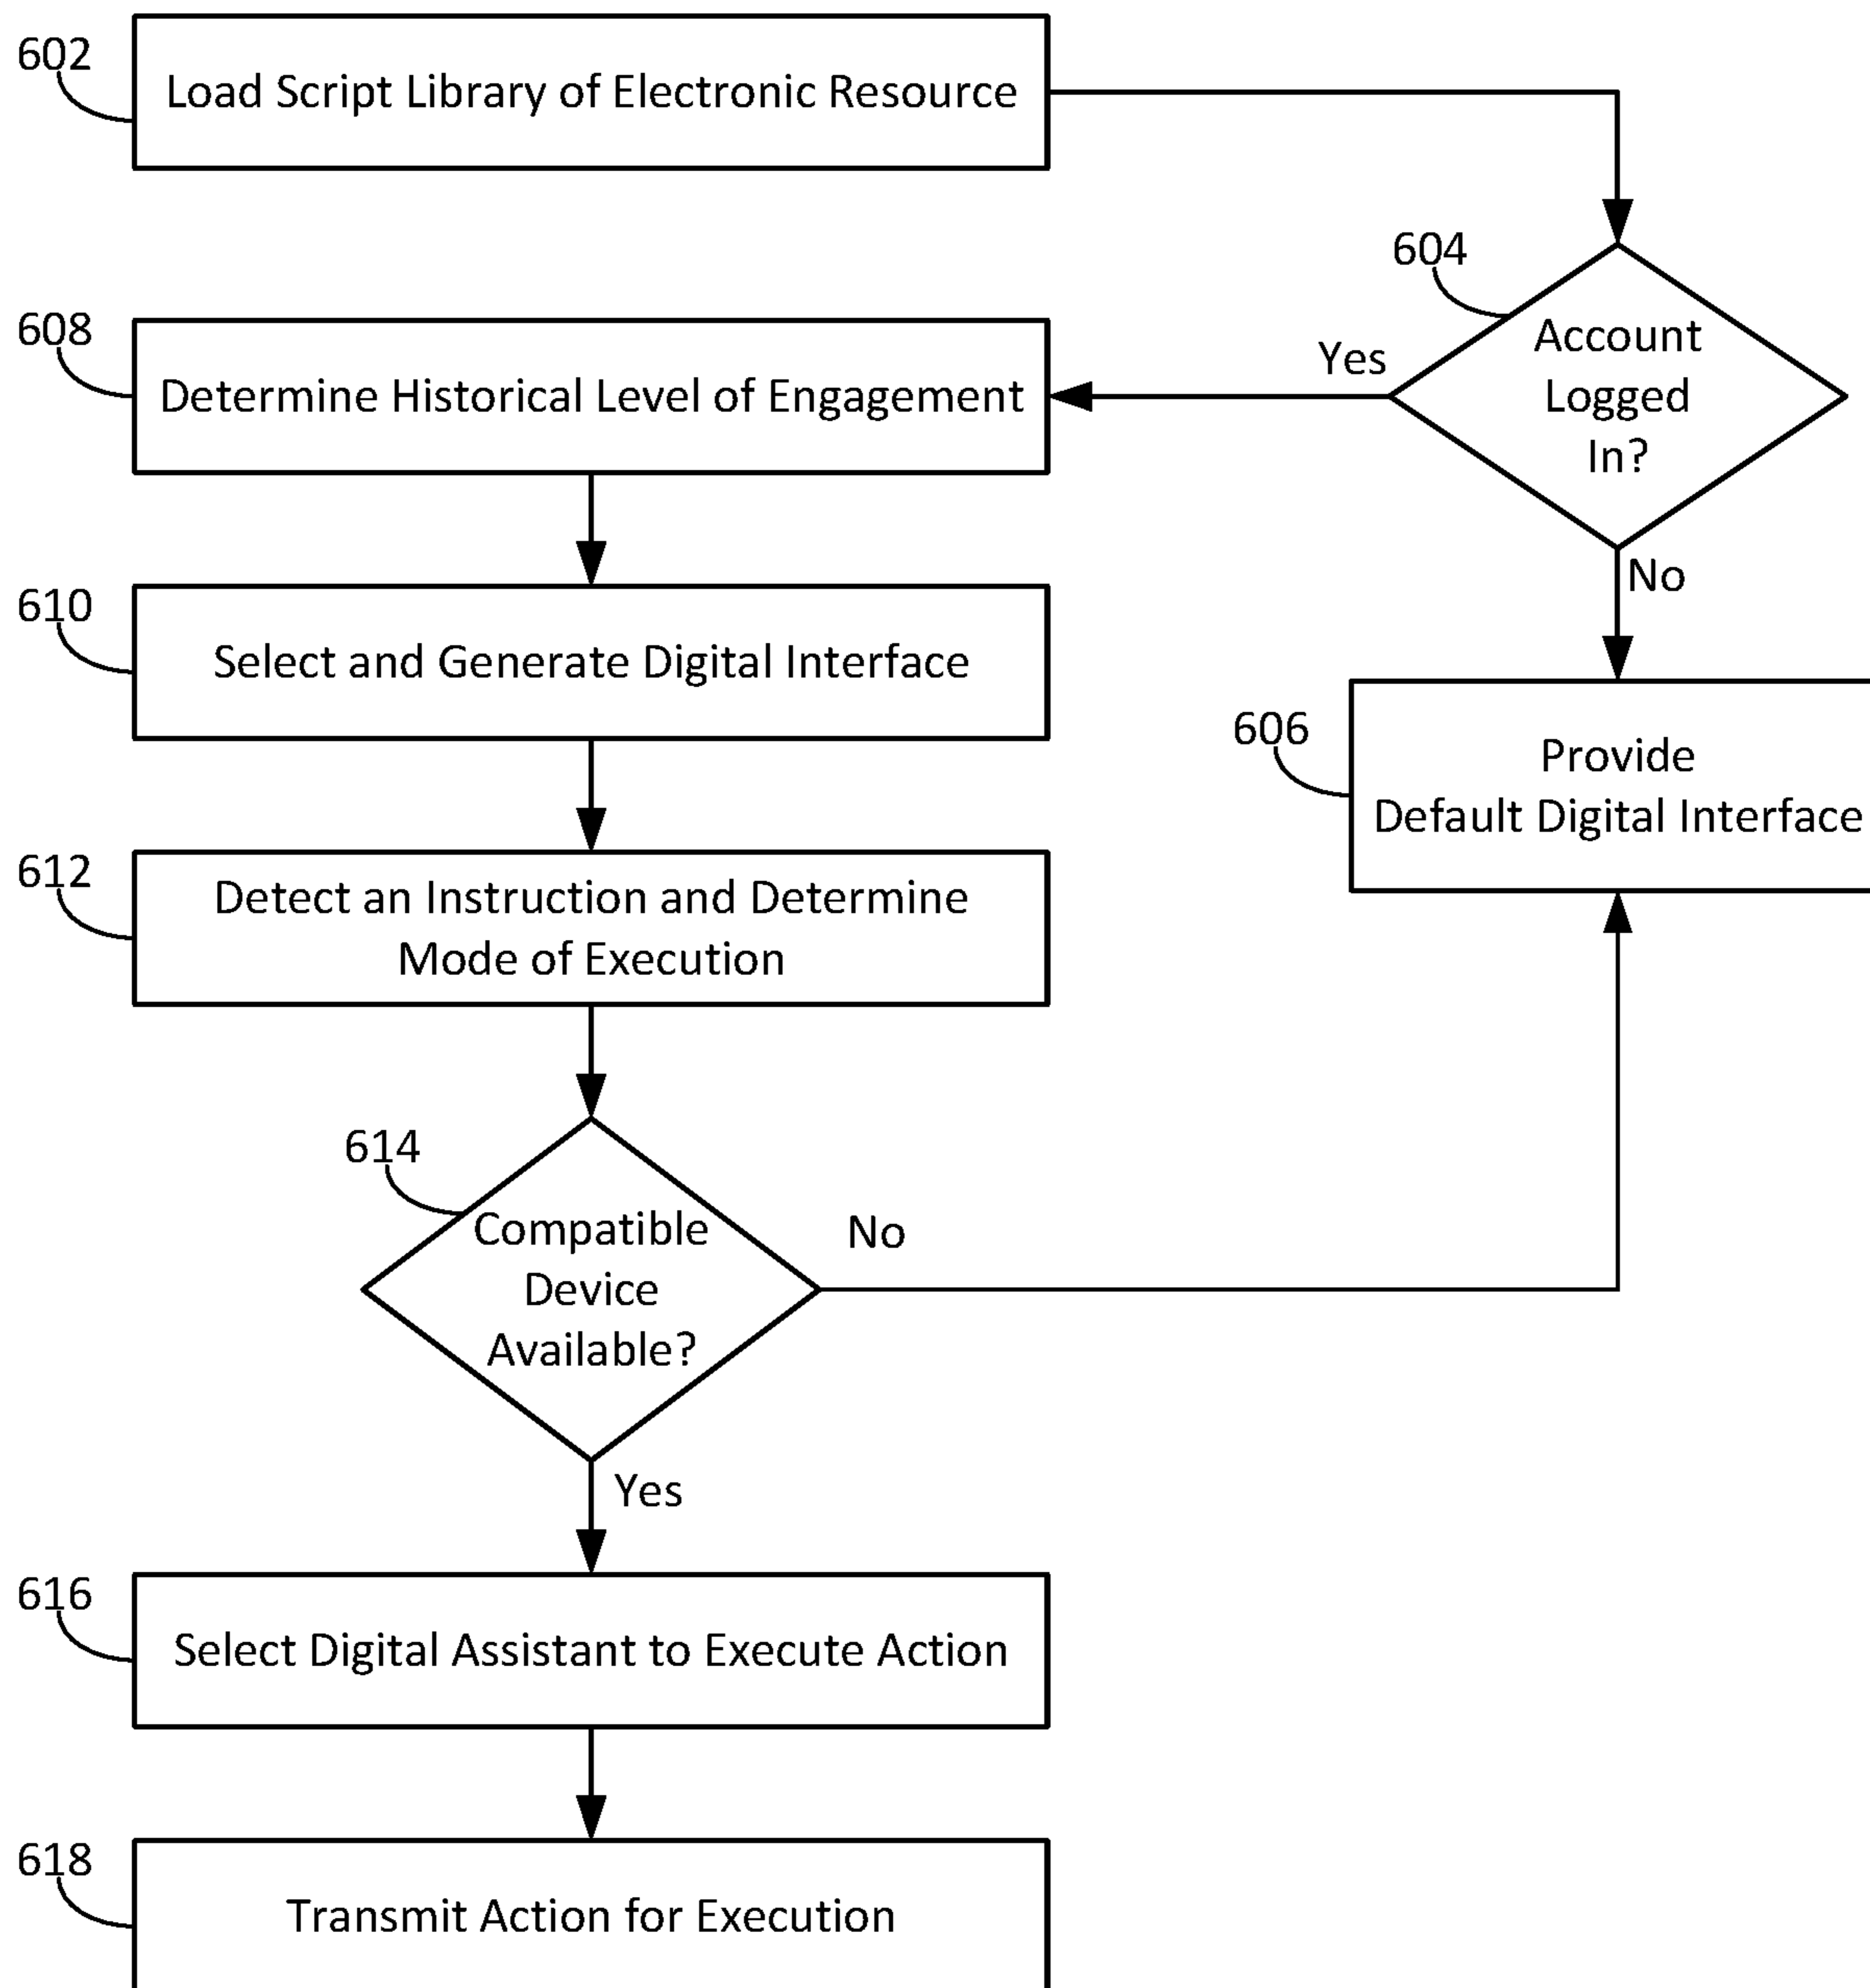 602
Load Script Library of Electronic Resource
604
Account
Logged
In?
Yes
No
608
Determine Historical Level of Engagement
610
Select and Generate Digital Interface
606
Provide
Default Digital Interface
612
Detect an Instruction and Determine
Mode of Execution
614
Compatible
Device
Available?
No
Yes
616
Select Digital Assistant to Execute Action
618
Transmit Action for Execution